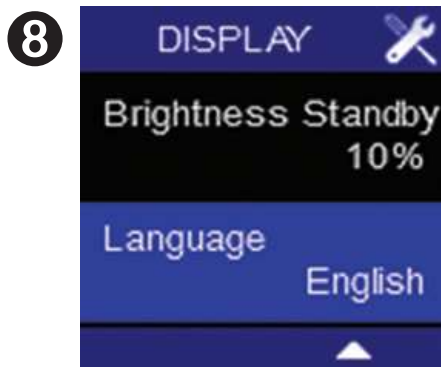 8
DISPLAY
Brightness Standby
10%
Language
English